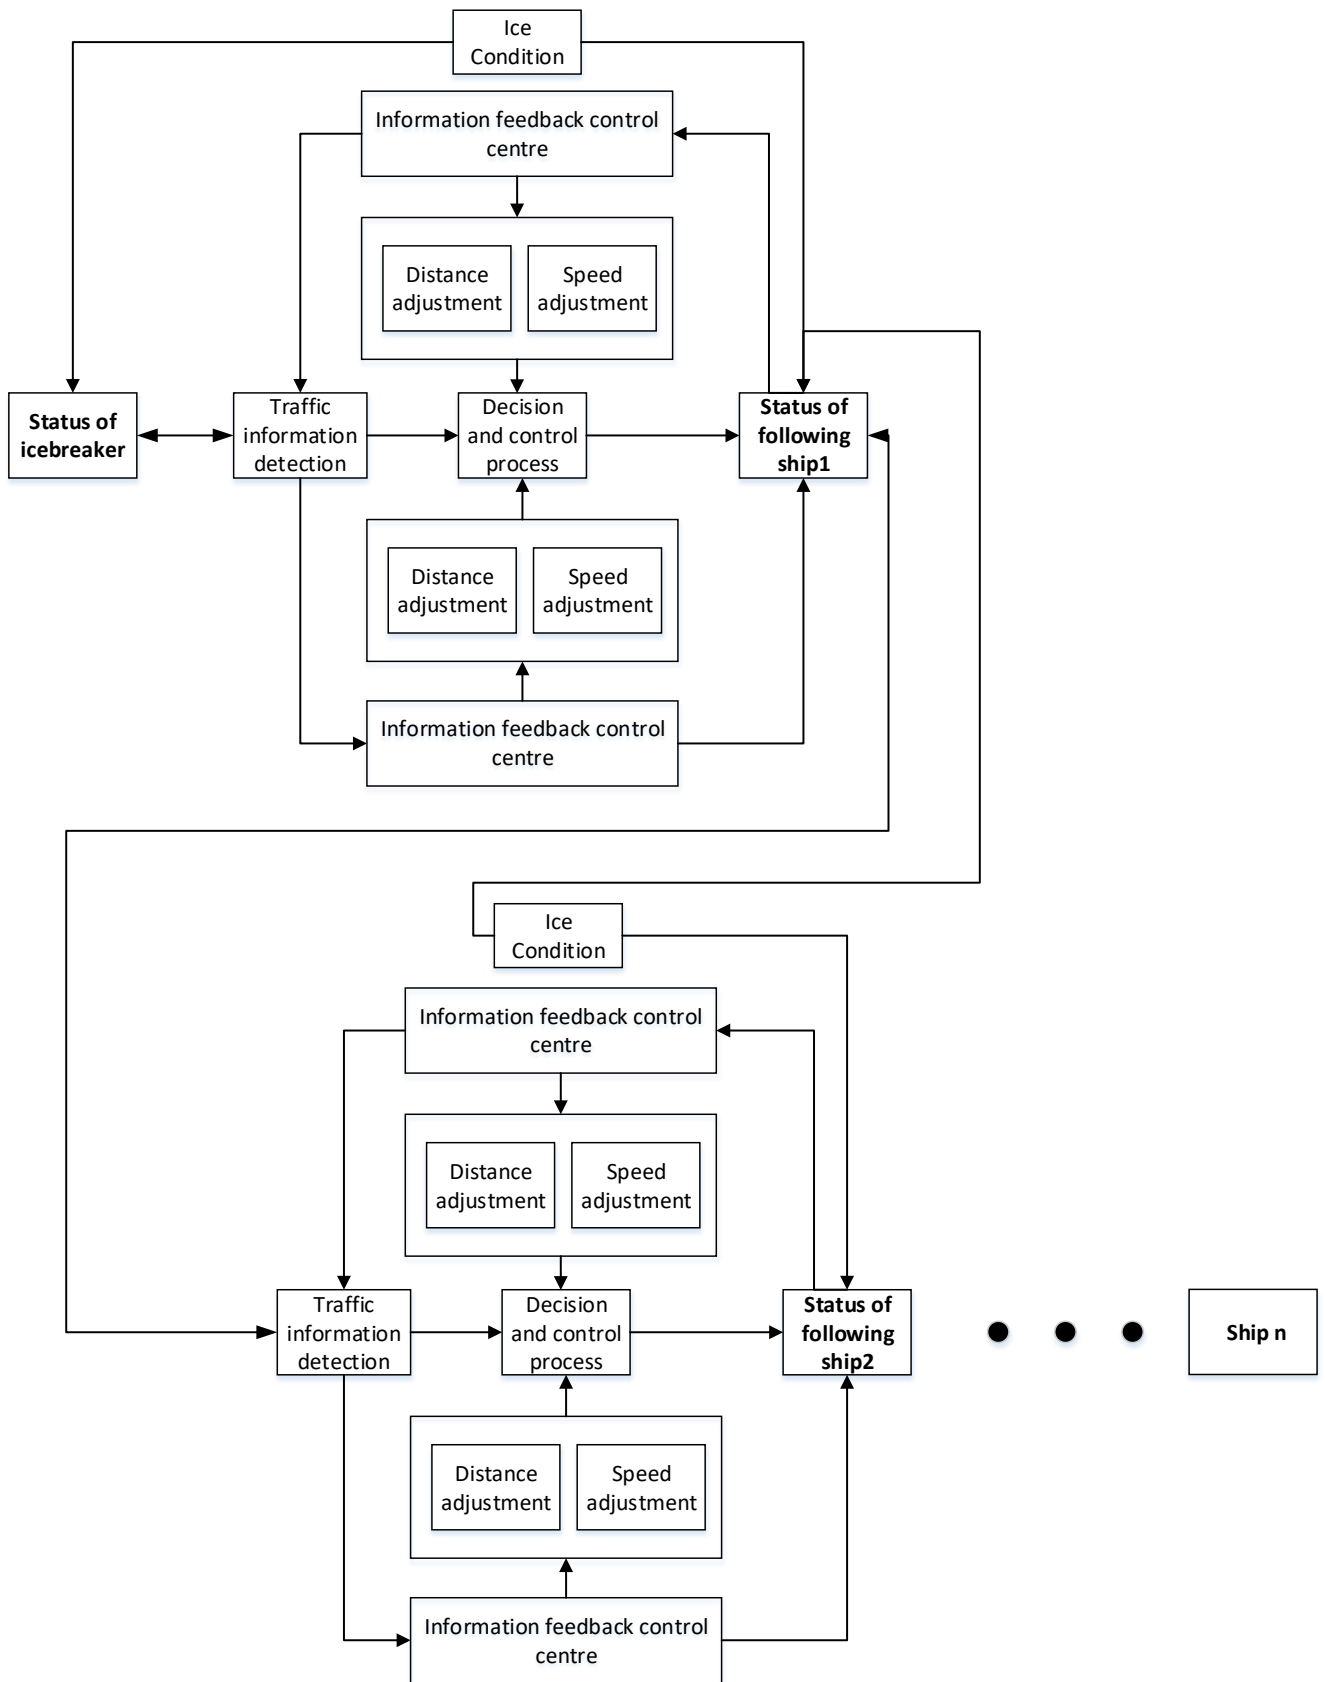 Ice
Condition
Information feedback control
centre
Distance
adjustment
Speed
adjustment
Status of
icebreaker
Traffic
information
detection
Decision
and control
process
Status of
following
ship1
Distance
adjustment
Speed
adjustment
Information feedback control
centre
Ice
Condition
Information feedback control
centre
Distance
adjustment
Speed
adjustment
Traffic
information
detection
Decision
and control
process
Status of
following
ship2
Ship n
Distance
adjustment
Speed
adjustment
Information feedback control
centre